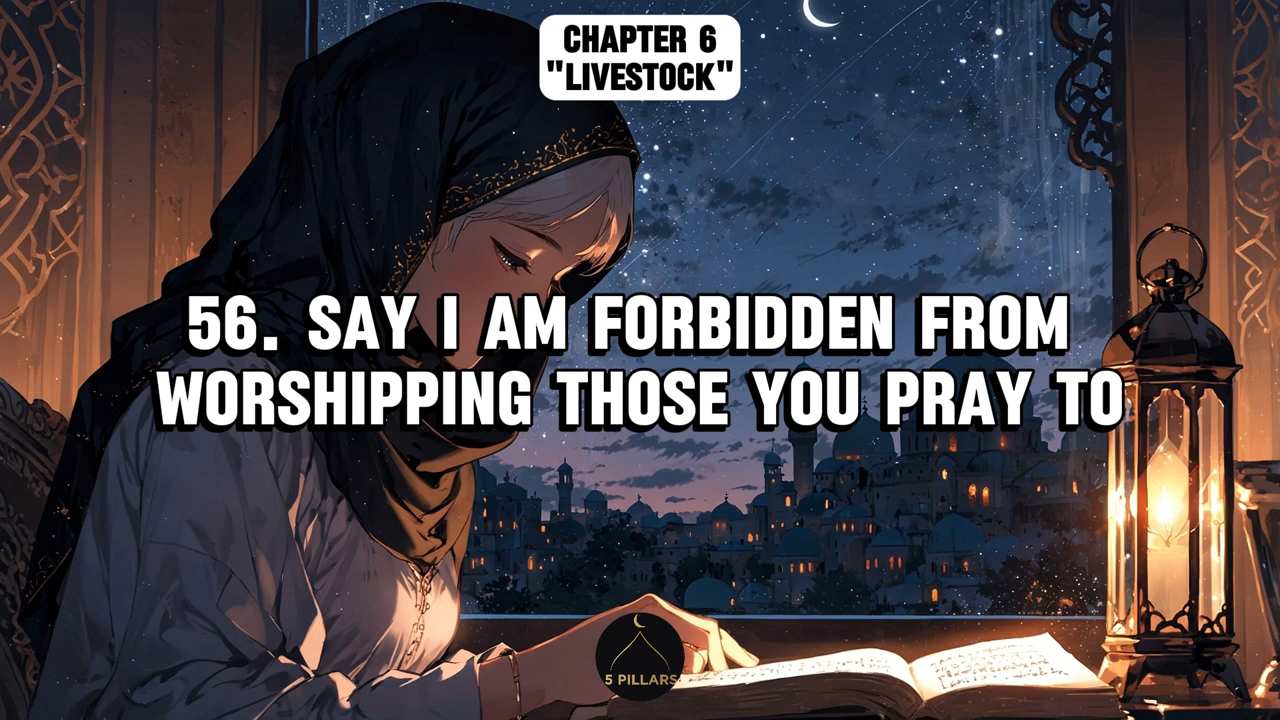 CHAPTER 6
"LIVESTOCK"
56. SAY I AM FORBIDDEN FROM
WORSHIPPING THOSE YOU PRAY TO
5 PILLARS